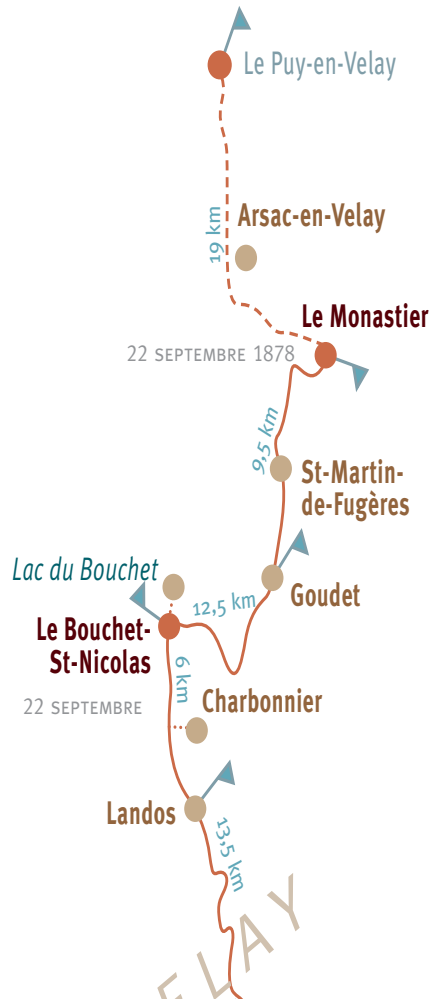 Le Puy-en-Velay
19 km
Arsac-en-Velay
Le Monastier
22 SEPTEMBRE 1878
9,5 km
St-Martin-
de-Fugères
Lac du Bouchet
12,5 km
Goudet
Le Bouchet-
St-Nicolas
6 km
22 SEPTEMBRE
Charbonnier
Landos
13,5 km
ELAY